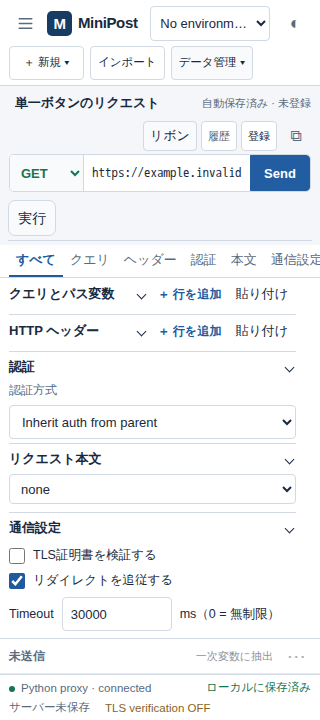 M MiniPost No environm…
＋ 新規 ▾ インポート データ管理 ▾
単一ボタンのリクエスト 自動保存済み · 未登録
リボン 履歴 登録
GET https://example.invalid Send
実行
すべて クエリ ヘッダー 認証 本文 通信設定
クエリとパス変数 ＋ 行を追加 貼り付け
HTTP ヘッダー ＋ 行を追加 貼り付け
認証
認証方式
Inherit auth from parent
リクエスト本文
none
通信設定
TLS証明書を検証する
リダイレクトを追従する
Timeout 30000 ms（0 = 無制限）
未送信 一次変数に抽出 ···
Python proxy · connected ローカルに保存済み
サーバー未保存 TLS verification OFF